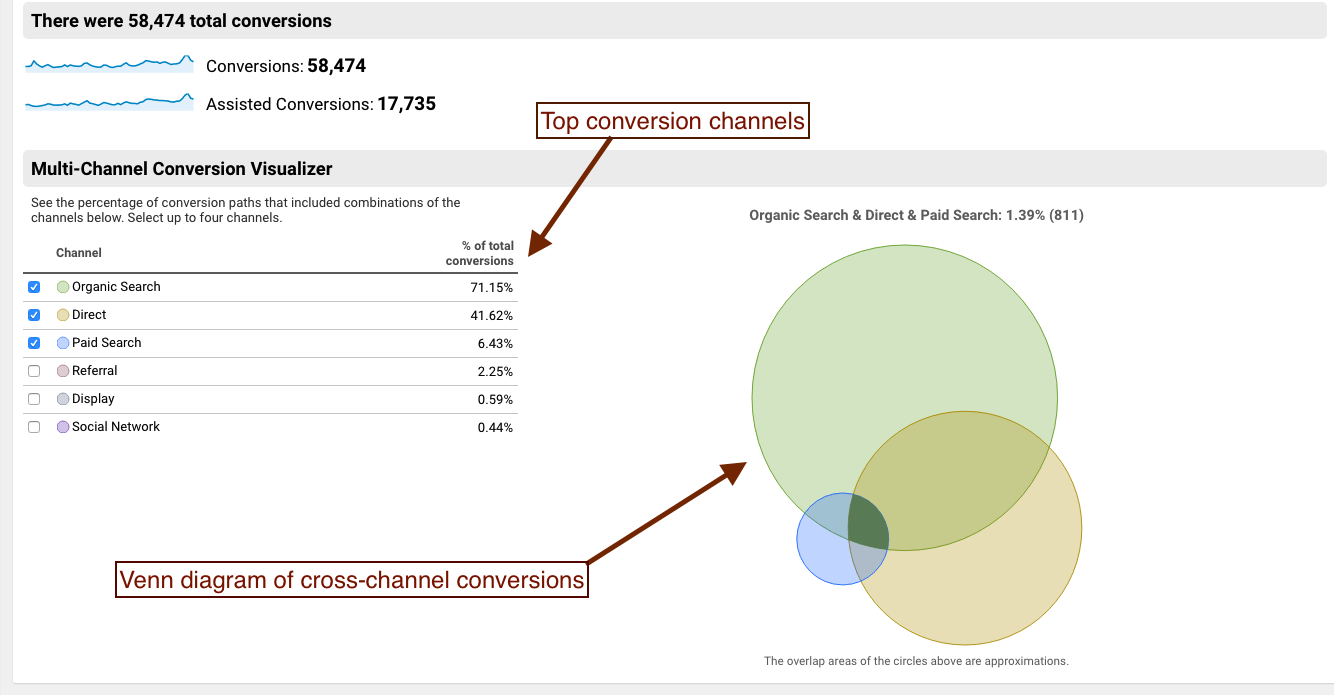 There were 58,474 total conversions
Conversions: 58,474
Assisted Conversions: 17,735
Top conversion channels
Multi-Channel Conversion Visualizer
See the percentage of conversion paths that included combinations of the
channels below. Select up to four channels.
Organic Search & Direct & Paid Search: 1.39% (811)
Channel
% of total
conversions
Organic Search 71.15%
Direct 41.62%
Paid Search 6.43%
Referral 2.25%
Display 0.59%
Social Network 0.44%
Venn diagram of cross-channel conversions
The overlap areas of the circles above are approximations.